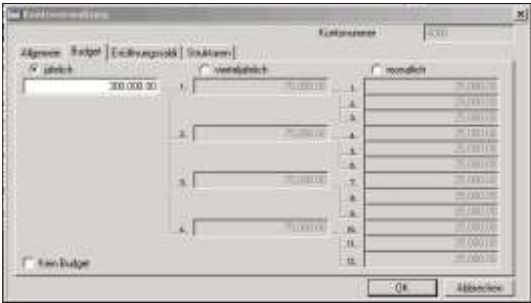 Kontoverwaltung
Kontonummer 4000
Allgemein Budget Eröffnungssaldi Strukturen
jährlich vierteljährlich monatlich
300,000.00 1. 75,000.00 1. 25,000.00
2. 25,000.00
3. 25,000.00
2. 75,000.00 4. 25,000.00
5. 25,000.00
6. 25,000.00
3. 75,000.00 7. 25,000.00
8. 25,000.00
9. 25,000.00
4. 75,000.00 10. 25,000.00
11. 25,000.00
12. 25,000.00
Kein Budget
OK Abbrechen